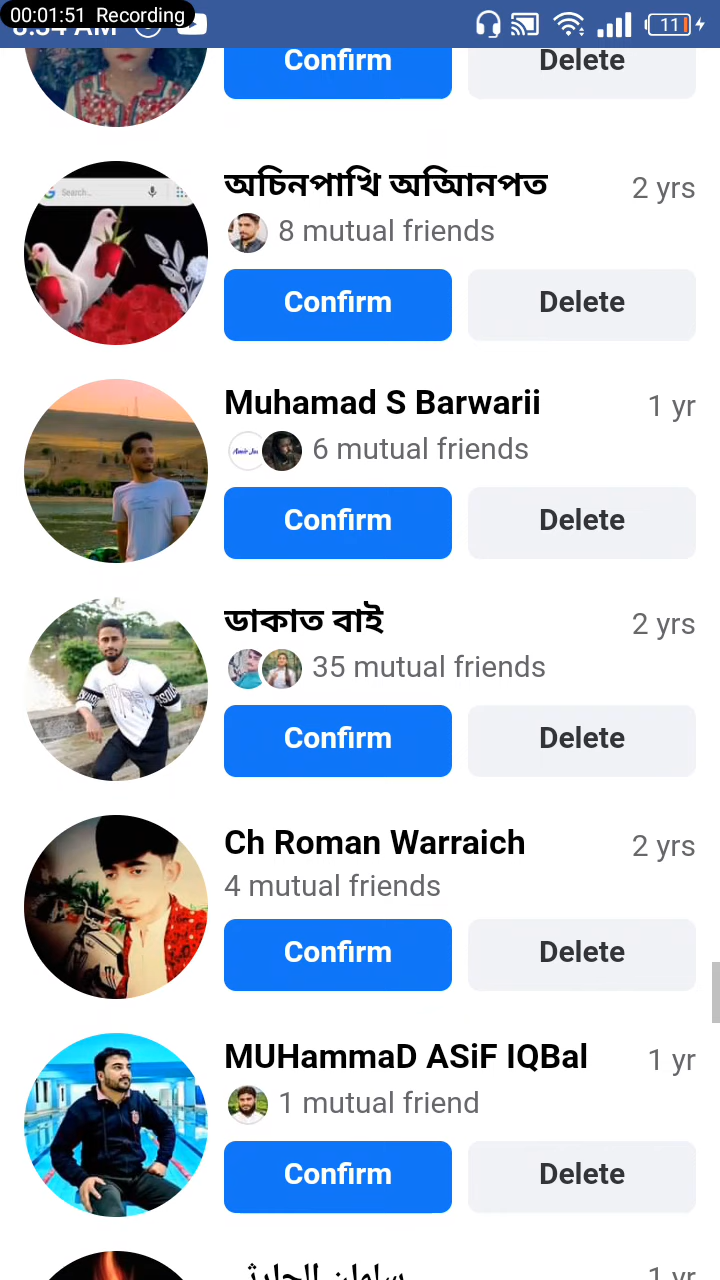 00:01:51 Recording
11
Confirm
Delete
Search...
অচিনপাখি অআিনপত
2 yrs
8 mutual friends
Confirm
Delete
Muhamad S Barwarii
1 yr
6 mutual friends
Confirm
Delete
ডাকাত বাই
2 yrs
35 mutual friends
Confirm
Delete
Ch Roman Warraich
2 yrs
4 mutual friends
Confirm
Delete
MUHammaD ASiF IQBal
1 yr
1 mutual friend
Confirm
Delete
1 yr